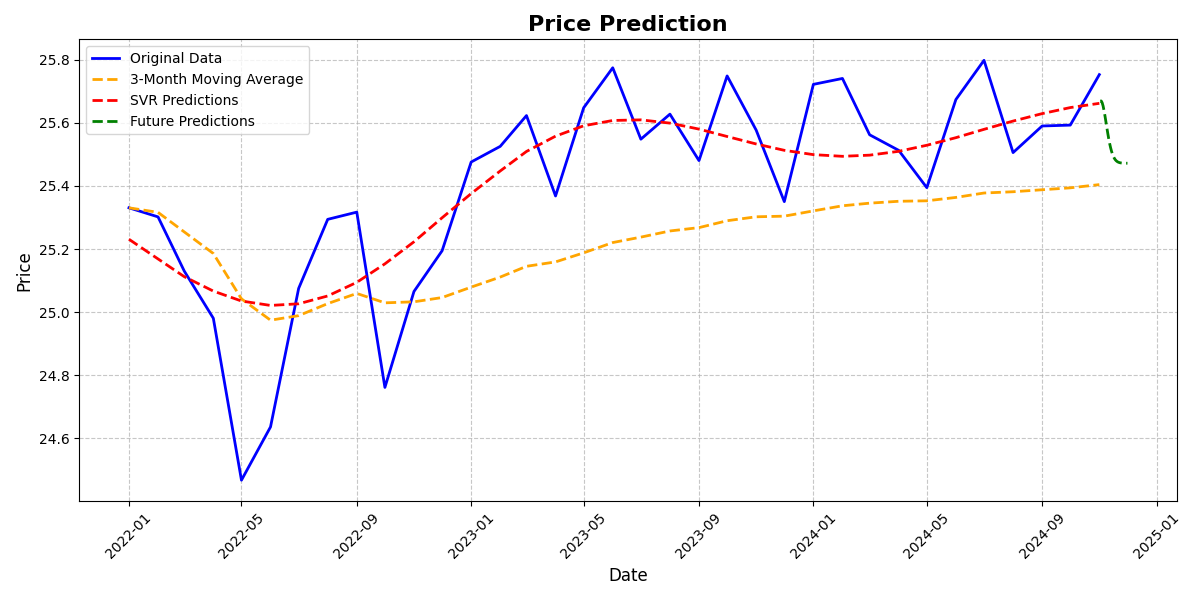 Price Prediction
Original Data
3-Month Moving Average
SVR Predictions
Future Predictions
Price
25.8
25.6
25.4
25.2
25.0
24.8
24.6
2022-01
2022-05
2022-09
2023-01
2023-05
2023-09
2024-01
2024-05
2024-09
2025-01
Date